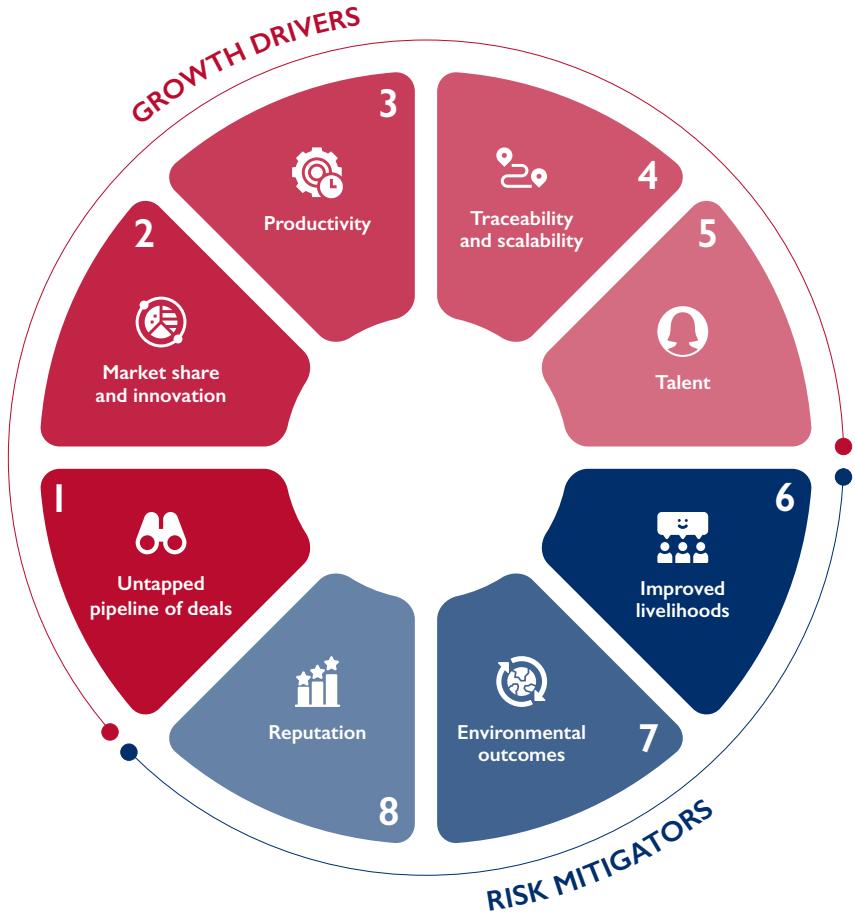 GROWTH DRIVERS
1
Untapped
pipeline of deals
2
Market share
and innovation
3
Productivity
4
Traceability
and scalability
5
Talent
6
Improved
livelihoods
7
Environmental
outcomes
8
Reputation
RISK MITIGATORS